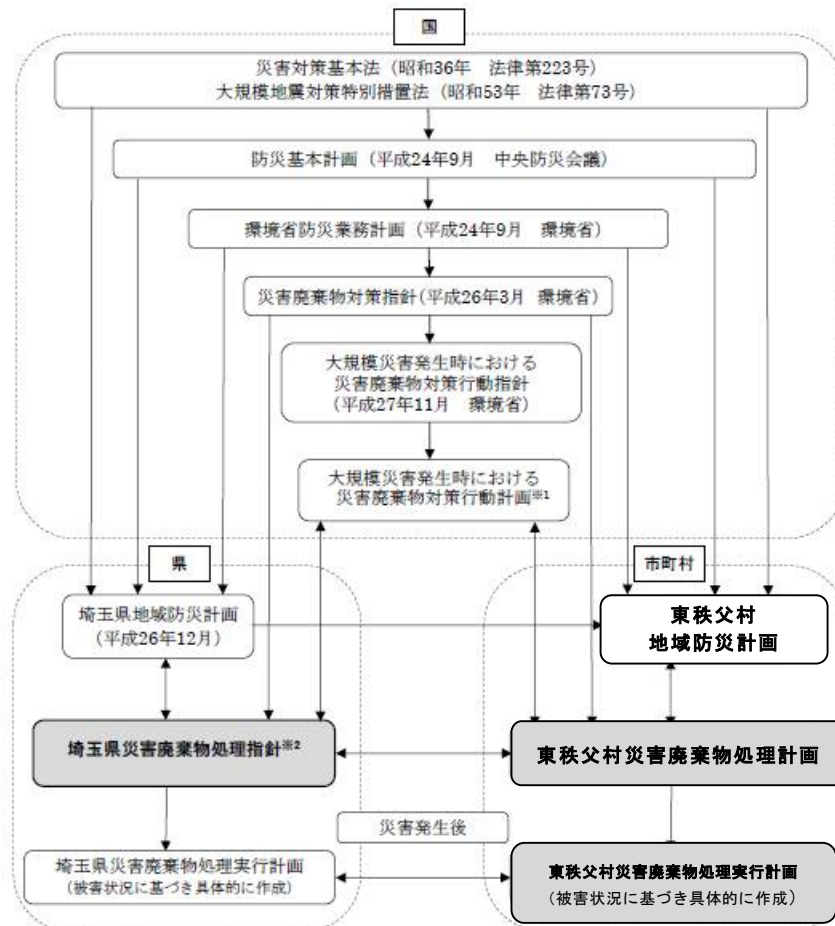 国
災害対策基本法（昭和36年　法律第223号）
大規模地震対策特別措置法（昭和53年　法律第73号）
防災基本計画（平成24年9月　中央防災会議）
環境省防災業務計画（平成24年9月　環境省）
災害廃棄物対策指針(平成26年3月　環境省）
大規模災害発生時における
災害廃棄物対策行動指針
（平成27年11月　環境省）
大規模災害発生時における
災害廃棄物対策行動計画※1
県
市町村
埼玉県地域防災計画
（平成26年12月）
東秩父村
地域防災計画
埼玉県災害廃棄物処理指針※2
東秩父村災害廃棄物処理計画
災害発生後
埼玉県災害廃棄物処理実行計画
（被害状況に基づき具体的に作成）
東秩父村災害廃棄物処理実行計画
（被害状況に基づき具体的に作成）